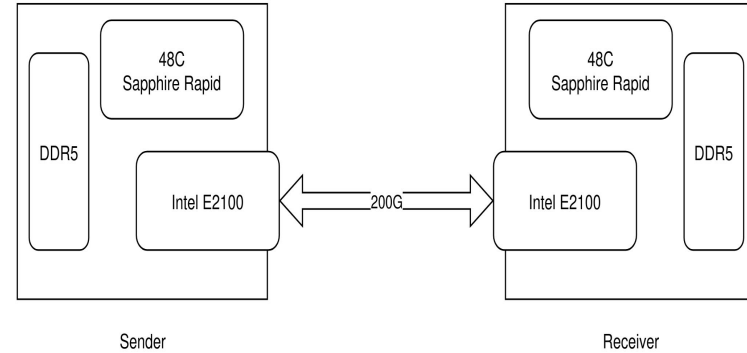 48C
Sapphire Rapid
DDR5
Intel E2100
200G
48C
Sapphire Rapid
DDR5
Intel E2100
Sender
Receiver